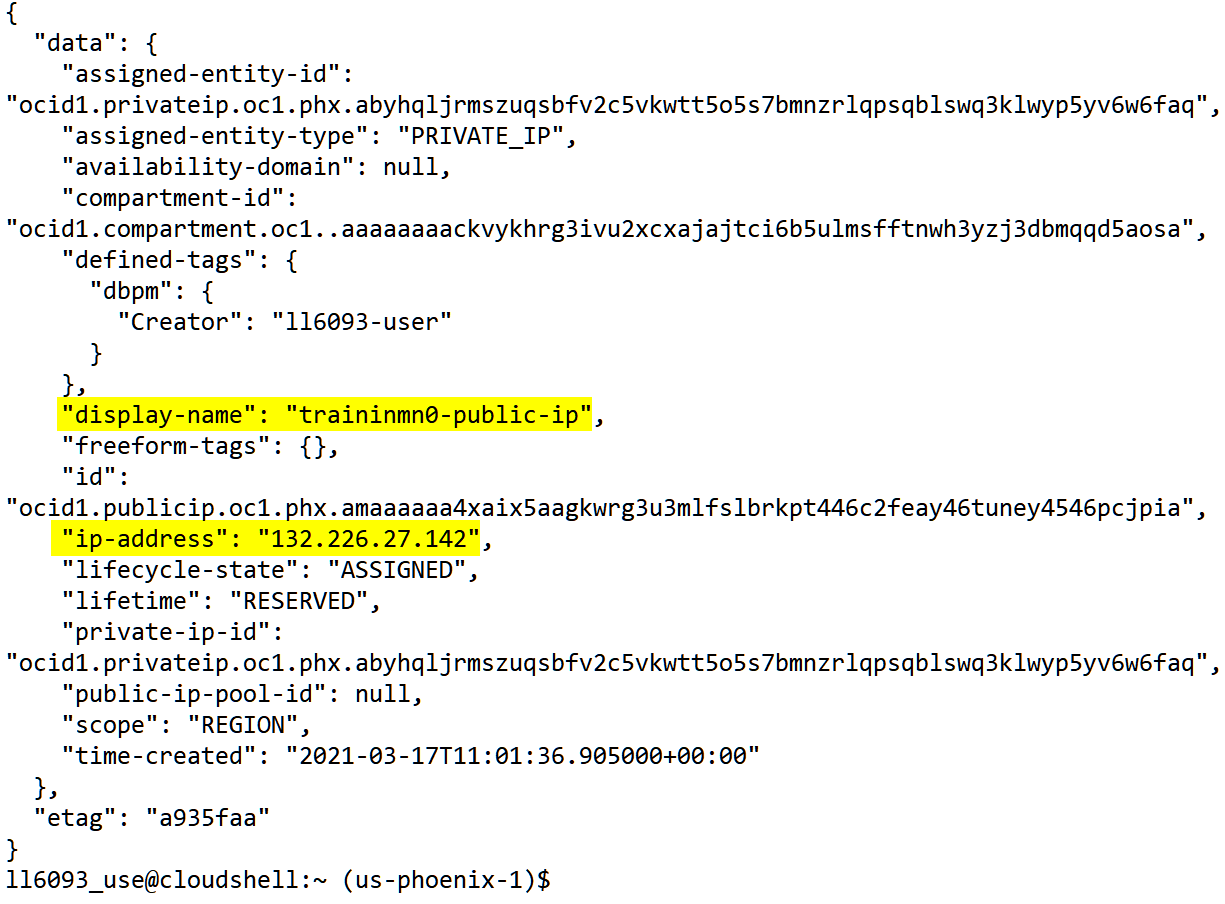 {
  "data": {
    "assigned-entity-id":
"ocid1.privateip.oc1.phx.abyhqljrmszuqsbfv2c5vkwtt5o5s7bmnzrlqpsqblswq3klwyp5yv6w6faq",
    "assigned-entity-type": "PRIVATE_IP",
    "availability-domain": null,
    "compartment-id":
"ocid1.compartment.oc1..aaaaaaaackvykhrg3ivu2xcxajajtci6b5ulmsfftnwh3yzj3dbmqqd5aosa",
    "defined-tags": {
      "dbpm": {
        "Creator": "ll6093-user"
      }
    },
    "display-name": "traininmn0-public-ip",
    "freeform-tags": {},
    "id":
"ocid1.publicip.oc1.phx.amaaaaaa4xaix5aagkwrg3u3mlfslbrkpt446c2feay46tuney4546pcjpia",
    "ip-address": "132.226.27.142",
    "lifecycle-state": "ASSIGNED",
    "lifetime": "RESERVED",
    "private-ip-id":
"ocid1.privateip.oc1.phx.abyhqljrmszuqsbfv2c5vkwtt5o5s7bmnzrlqpsqblswq3klwyp5yv6w6faq",
    "public-ip-pool-id": null,
    "scope": "REGION",
    "time-created": "2021-03-17T11:01:36.905000+00:00"
  },
  "etag": "a935faa"
}
ll6093_use@cloudshell:~ (us-phoenix-1)$